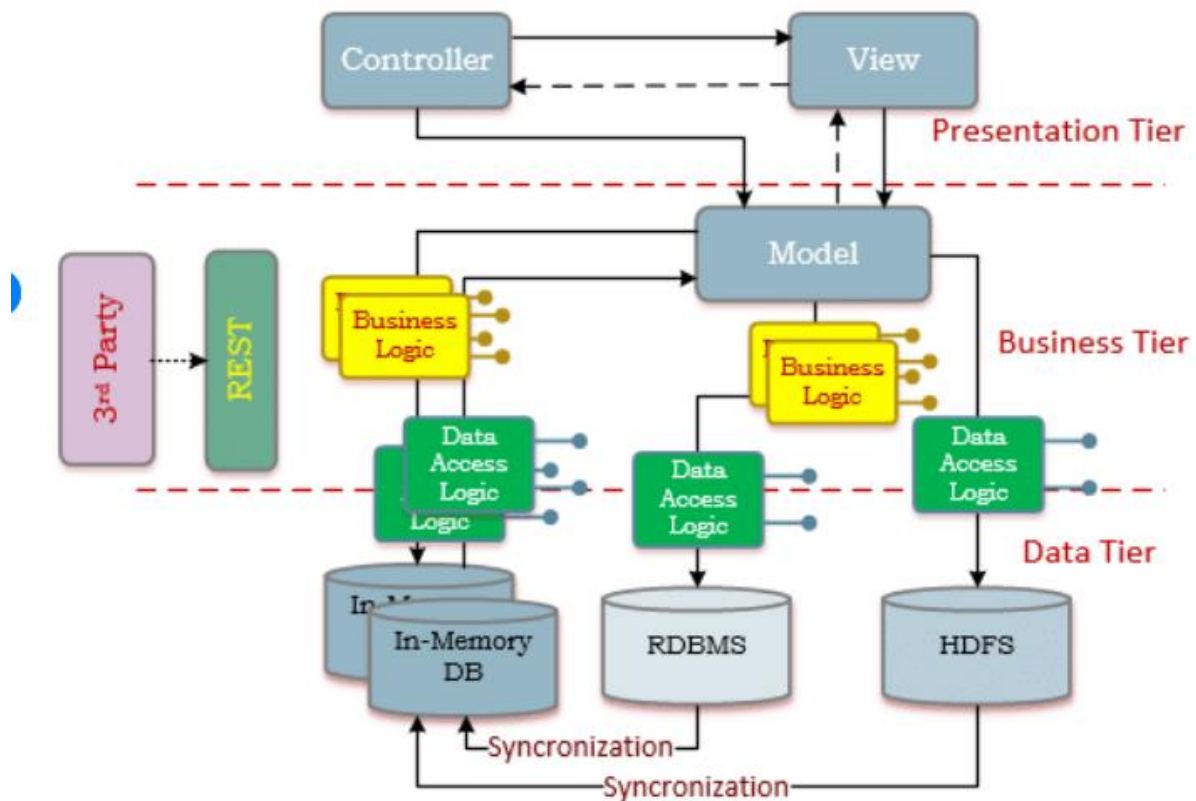 Controller
View
Presentation Tier
Model
3rd Party
REST
Business
Logic
Business
Logic
Business Tier
Data
Access
Logic
Logic
Data
Access
Logic
Data
Access
Logic
Data Tier
In-Memory
DB
RDBMS
HDFS
Syncronization
Syncronization